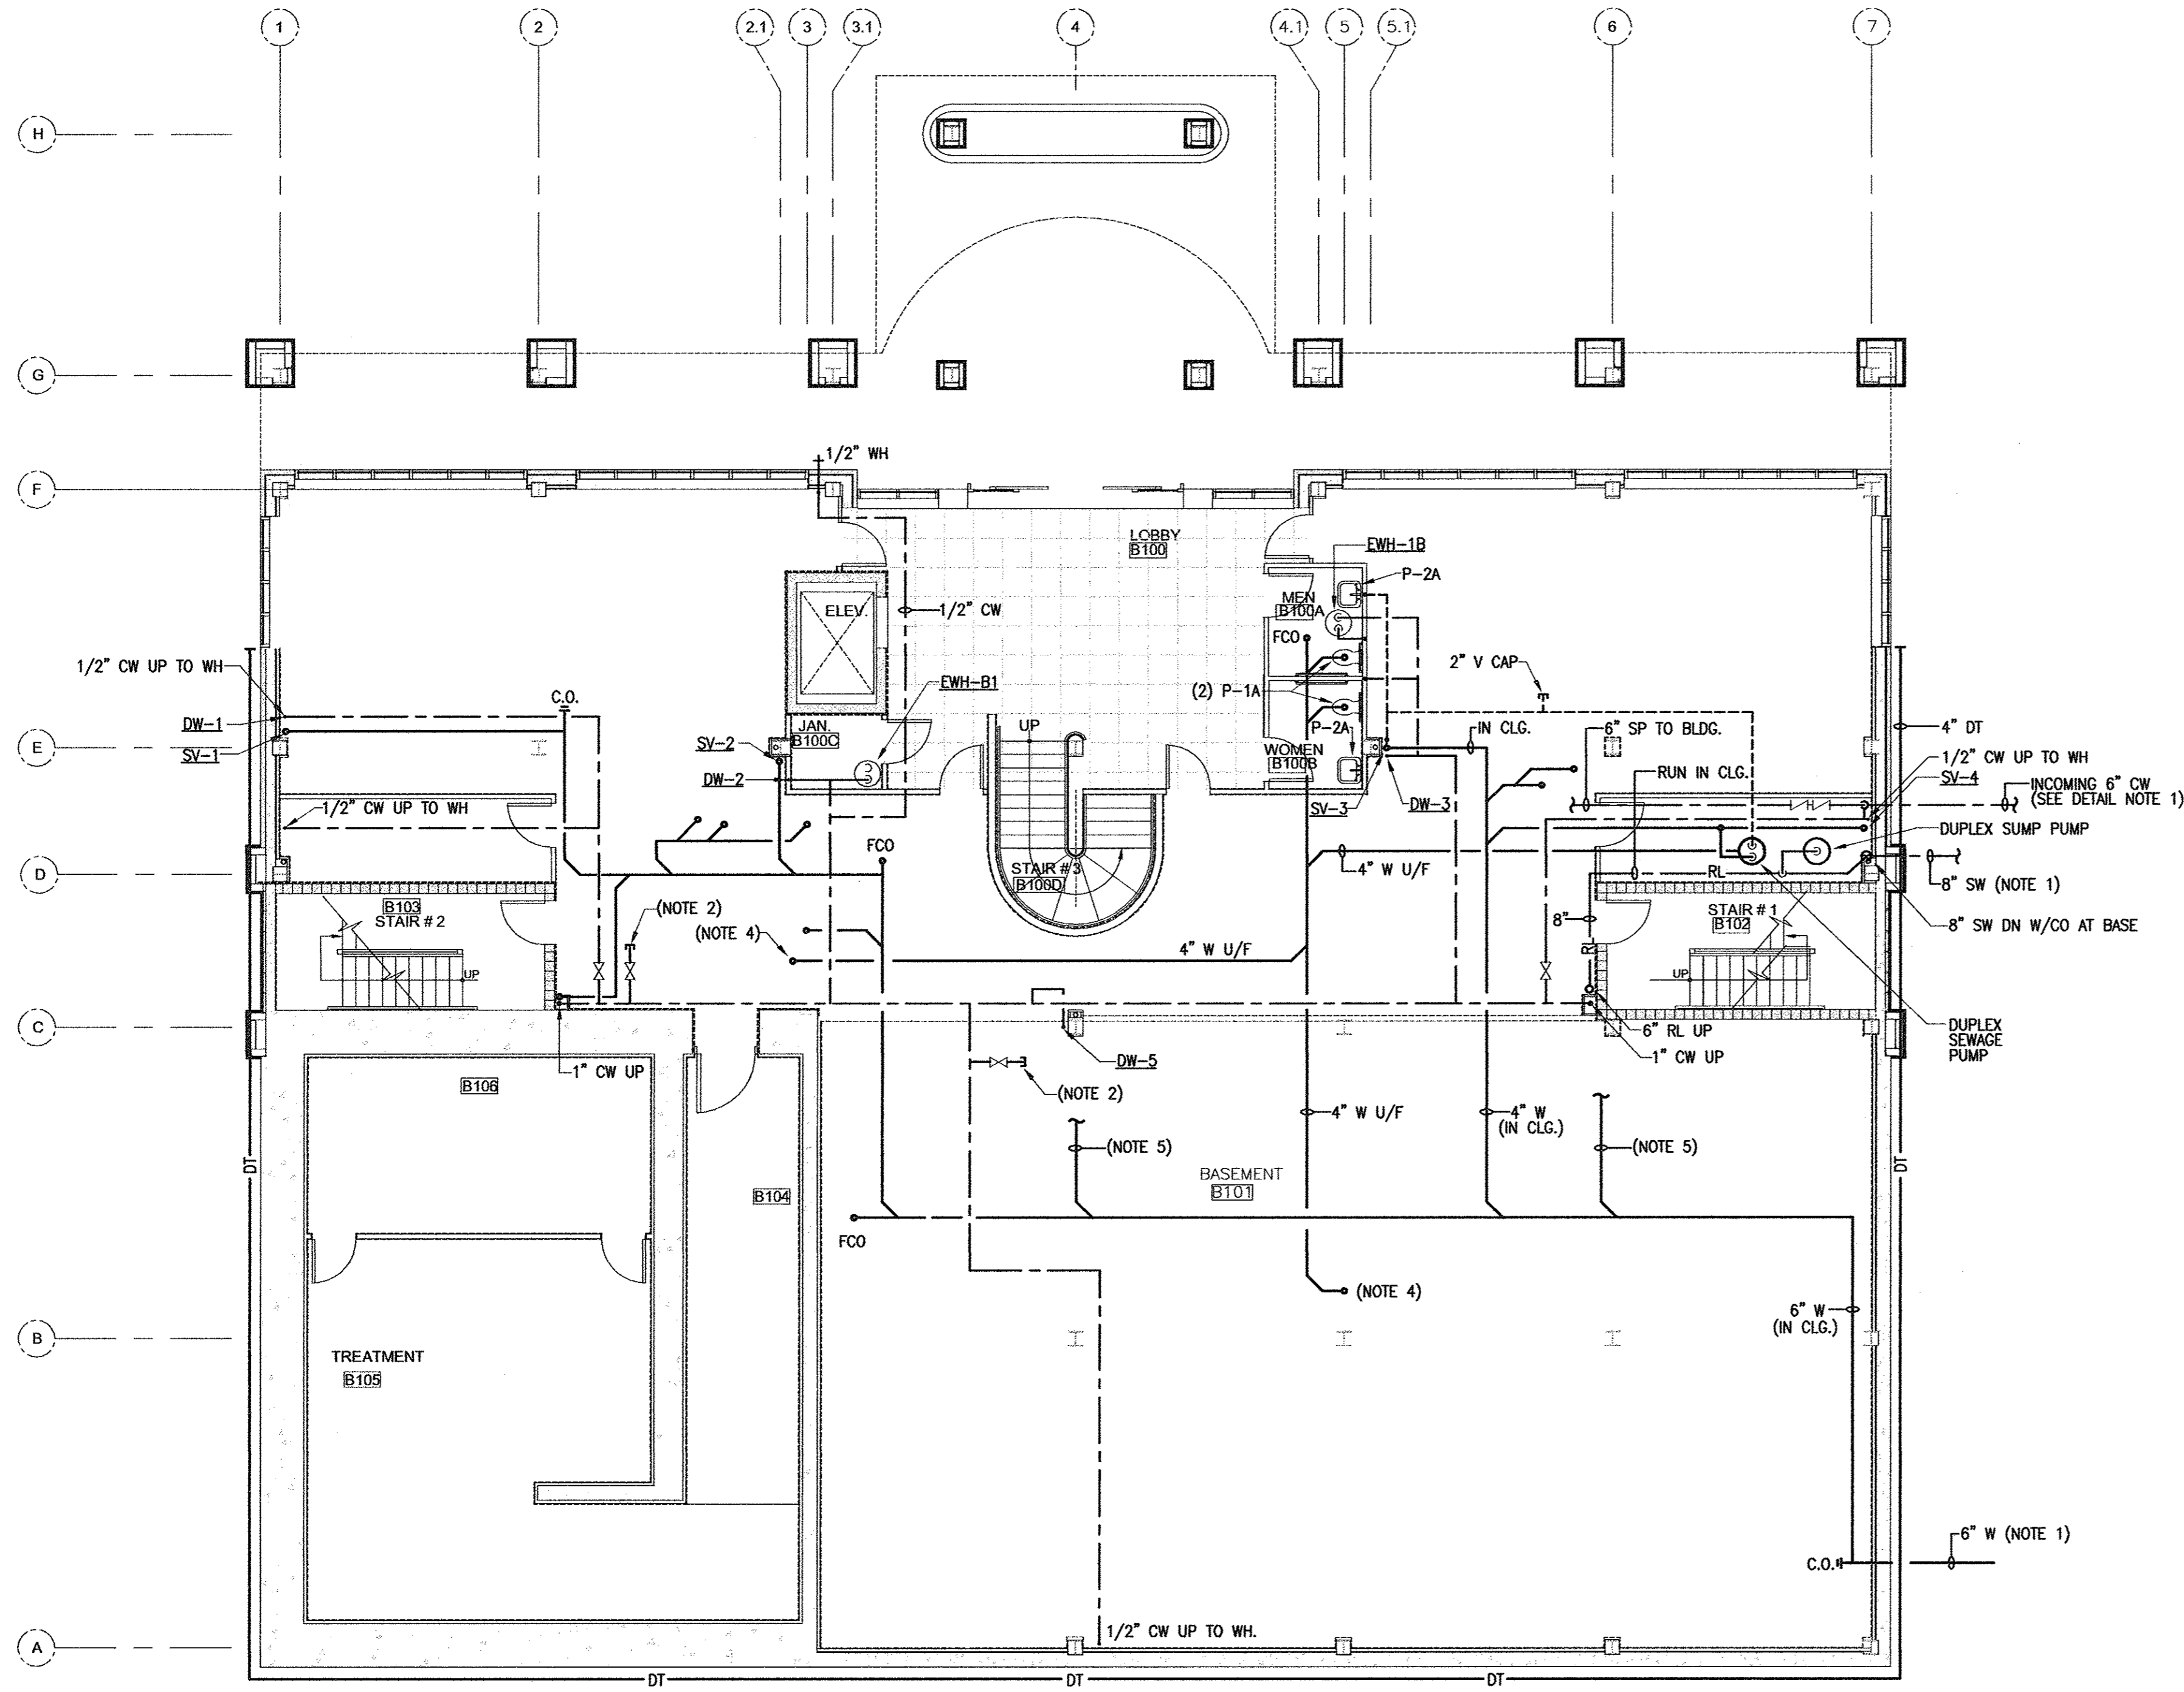 1
2
2.1
3
3.1
4
4.1
5
5.1
6
7
H
G
F
1/2" WH
LOBBY
B100
EWH-1B
P-2A
MEN
B100A
ELEV.
1/2" CW
FCO
1/2" CW UP TO WH
2" V CAP
C.O.
EWH-B1
(2) P-1A
DW-1
JAN.
B100C
UP
P-2A
IN CLG.
6" SP TO BLDG.
4" DT
E
SV-1
SV-2
WOMEN
B100B
1/2" CW UP TO WH
DW-2
RUN IN CLG.
SV-4
INCOMING 6" CW
(SEE DETAIL NOTE 1)
1/2" CW UP TO WH
SV-3
DW-3
DUPLEX SUMP PUMP
FCO
STAIR # 3
B100D
4" W U/F
RL
D
8" SW (NOTE 1)
B103
STAIR # 2
(NOTE 2)
STAIR # 1
B102
8"
8" SW DN W/CO AT BASE
(NOTE 4)
4" W U/F
UP
UP
C
6" RL UP
DUPLEX
SEWAGE
PUMP
1" CW UP
DW-5
1" CW UP
B106
(NOTE 2)
4" W U/F
4" W
(IN CLG.)
DT
(NOTE 5)
(NOTE 5)
DT
BASEMENT
B101
B104
FCO
(NOTE 4)
6" W
(IN CLG.)
B
TREATMENT
B105
6" W (NOTE 1)
C.O.
1/2" CW UP TO WH.
A
DT
DT
DT